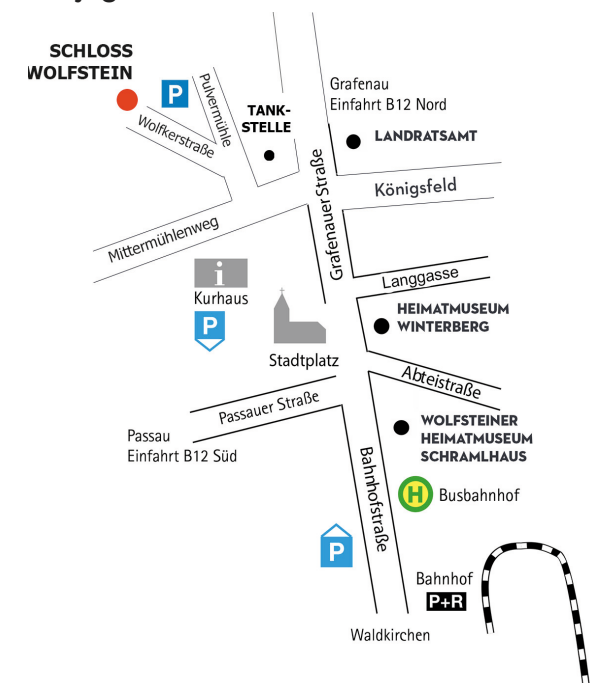 SCHLOSS
WOLFSTEIN
P
Pulvermühle
Wolfkerstraße
TANK-
STELLE
Grafenau
Einfahrt B12 Nord
LANDRATSAMT
Königsfeld
Grafenauer Straße
Mittermühlenweg
i
Kurhaus
P
Langgasse
HEIMATMUSEUM
WINTERBERG
Stadtplatz
Abteistraße
Passauer Straße
Passau
Einfahrt B12 Süd
WOLFSTEINER
HEIMATMUSEUM
SCHRAMLHAUS
Bahnhofstraße
H
Busbahnhof
P
Bahnhof
P+R
Waldkirchen